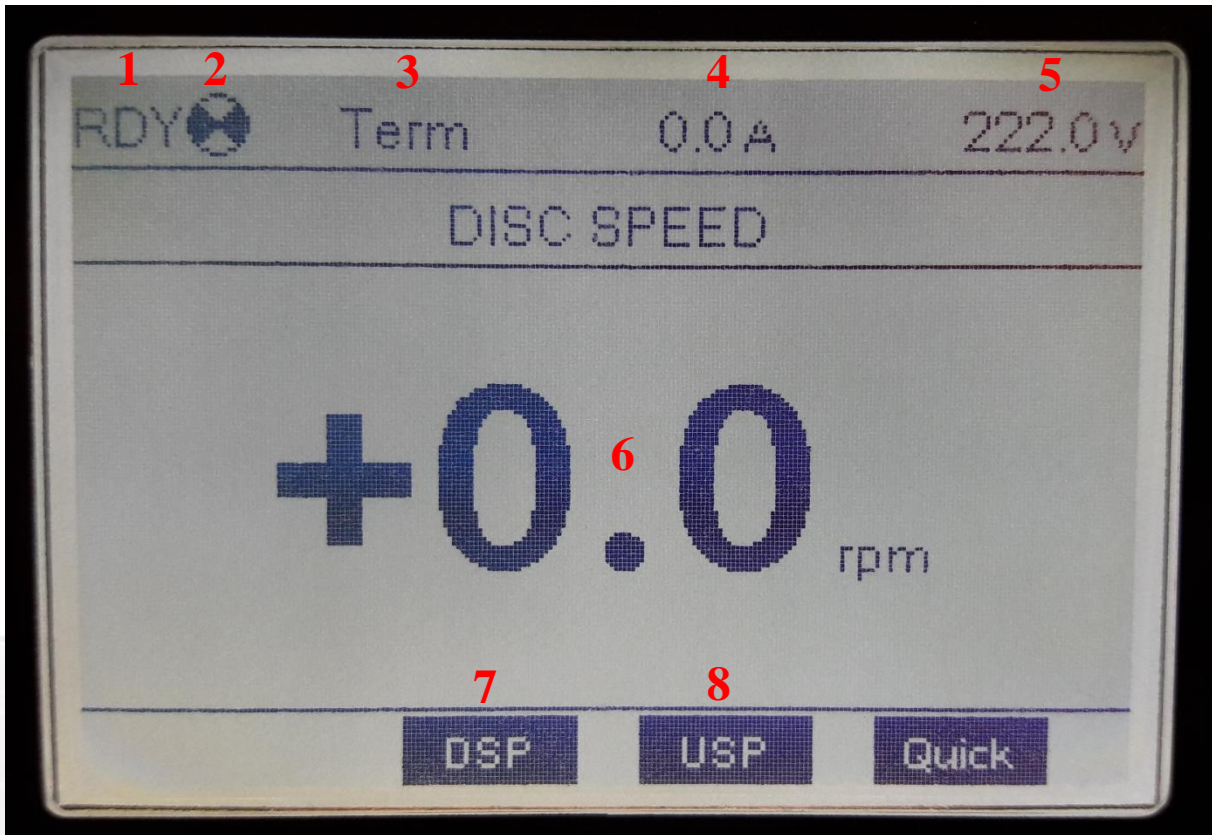 1 2 3 4 5
RDY Term 0.0 A 222.0 V
DISC SPEED
6
+0.0 rpm
7 8
DSP USP Quick